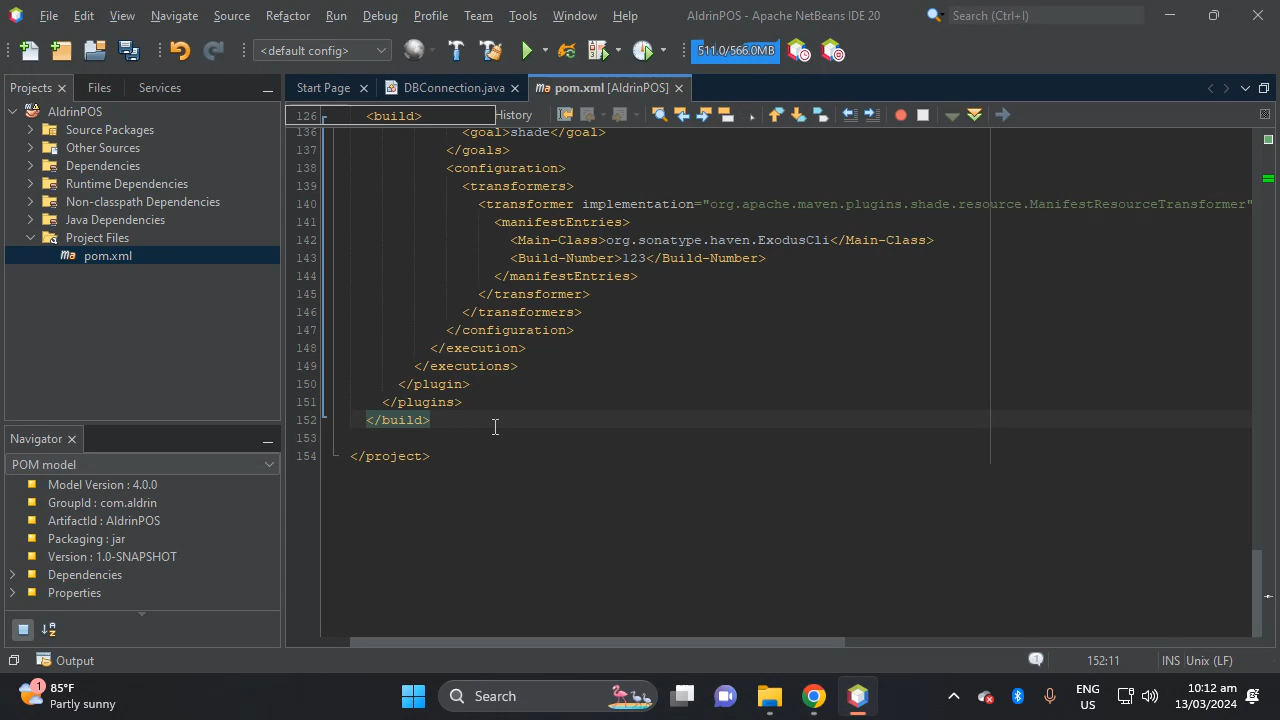 File Edit View Navigate Source Refactor Run Debug Profile Team Tools Window Help AldrinPOS - Apache NetBeans IDE 20 Search (Ctrl+I)
<default config> 511.0/566.0MB
Projects Files Services
Start Page DBConnection.java pom.xml [AldrinPOS]
AldrinPOS
Source Packages
Other Sources
Dependencies
Runtime Dependencies
Non-classpath Dependencies
Java Dependencies
Project Files
pom.xml
Navigator
POM model
Model Version : 4.0.0
GroupId : com.aldrin
ArtifactId : AldrinPOS
Packaging : jar
Version : 1.0-SNAPSHOT
Dependencies
Properties
126 <build> History
136 <goal>shade</goal>
137 </goals>
138 <configuration>
139 <transformers>
140 <transformer implementation="org.apache.maven.plugins.shade.resource.ManifestResourceTransformer"
141 <manifestEntries>
142 <Main-Class>org.sonatype.haven.ExodusCli</Main-Class>
143 <Build-Number>123</Build-Number>
144 </manifestEntries>
145 </transformer>
146 </transformers>
147 </configuration>
148 </execution>
149 </executions>
150 </plugin>
151 </plugins>
152 </build>
153
154 </project>
Output 1 152:11 INS Unix (LF)
1 85°F
Partly sunny
Search
ENG
US
10:12 am
13/03/2024